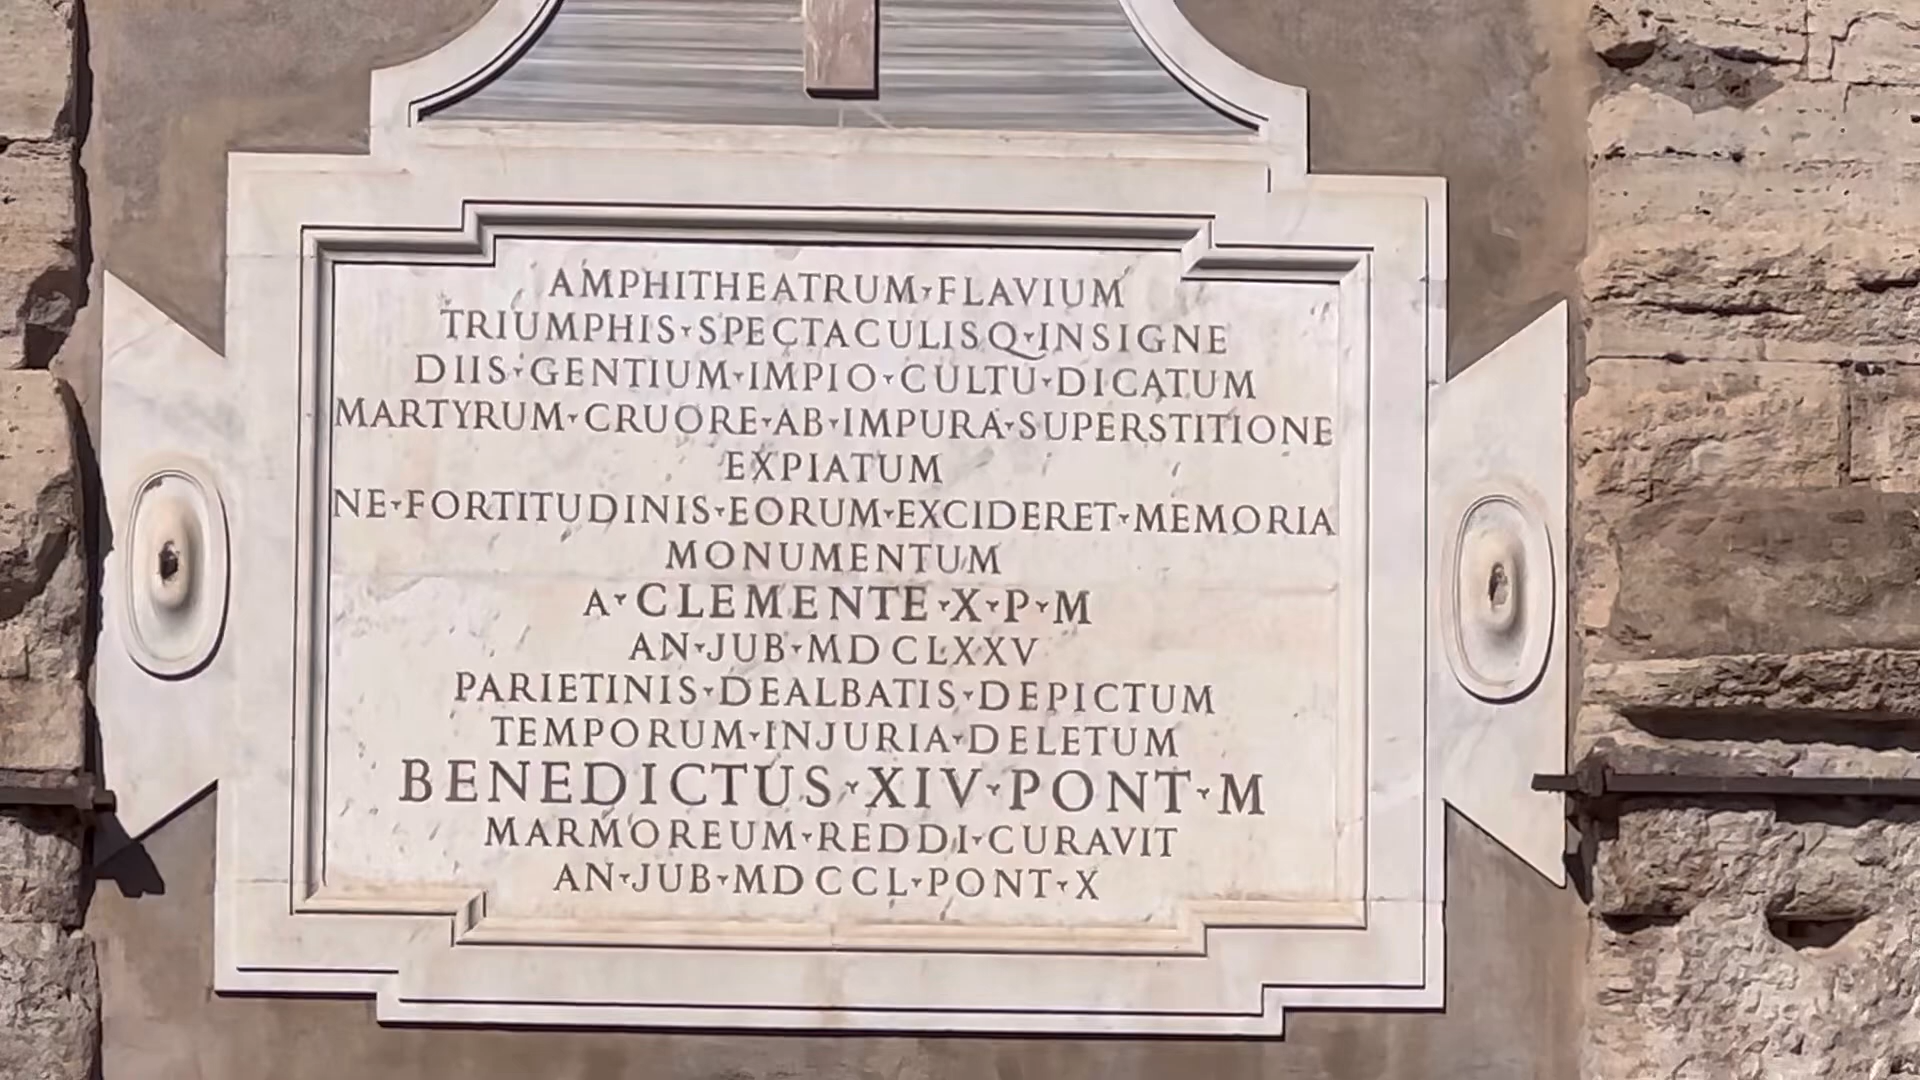 AMPHITHEATRUM▾FLAVIUM
TRIUMPHIS▾SPECTACULISQ▾INSIGNE
DIIS▾GENTIUM▾IMPIO▾CULTU▾DICATUM
MARTYRUM▾CRUORE▾AB▾IMPURA▾SUPERSTITIONE
EXPIATUM
NE▾FORTITUDINIS▾EORUM▾EXCIDERET▾MEMORIA
MONUMENTUM
A▾CLEMENTE▾X▾P▾M
AN▾JUB▾MDCLXXV
PARIETINIS▾DEALBATIS▾DEPICTUM
TEMPORUM▾INJURIA▾DELETUM
BENEDICTUS▾XIV▾PONT▾M
MARMOREUM▾REDDI▾CURAVIT
AN▾JUB▾MDCCL▾PONT▾X